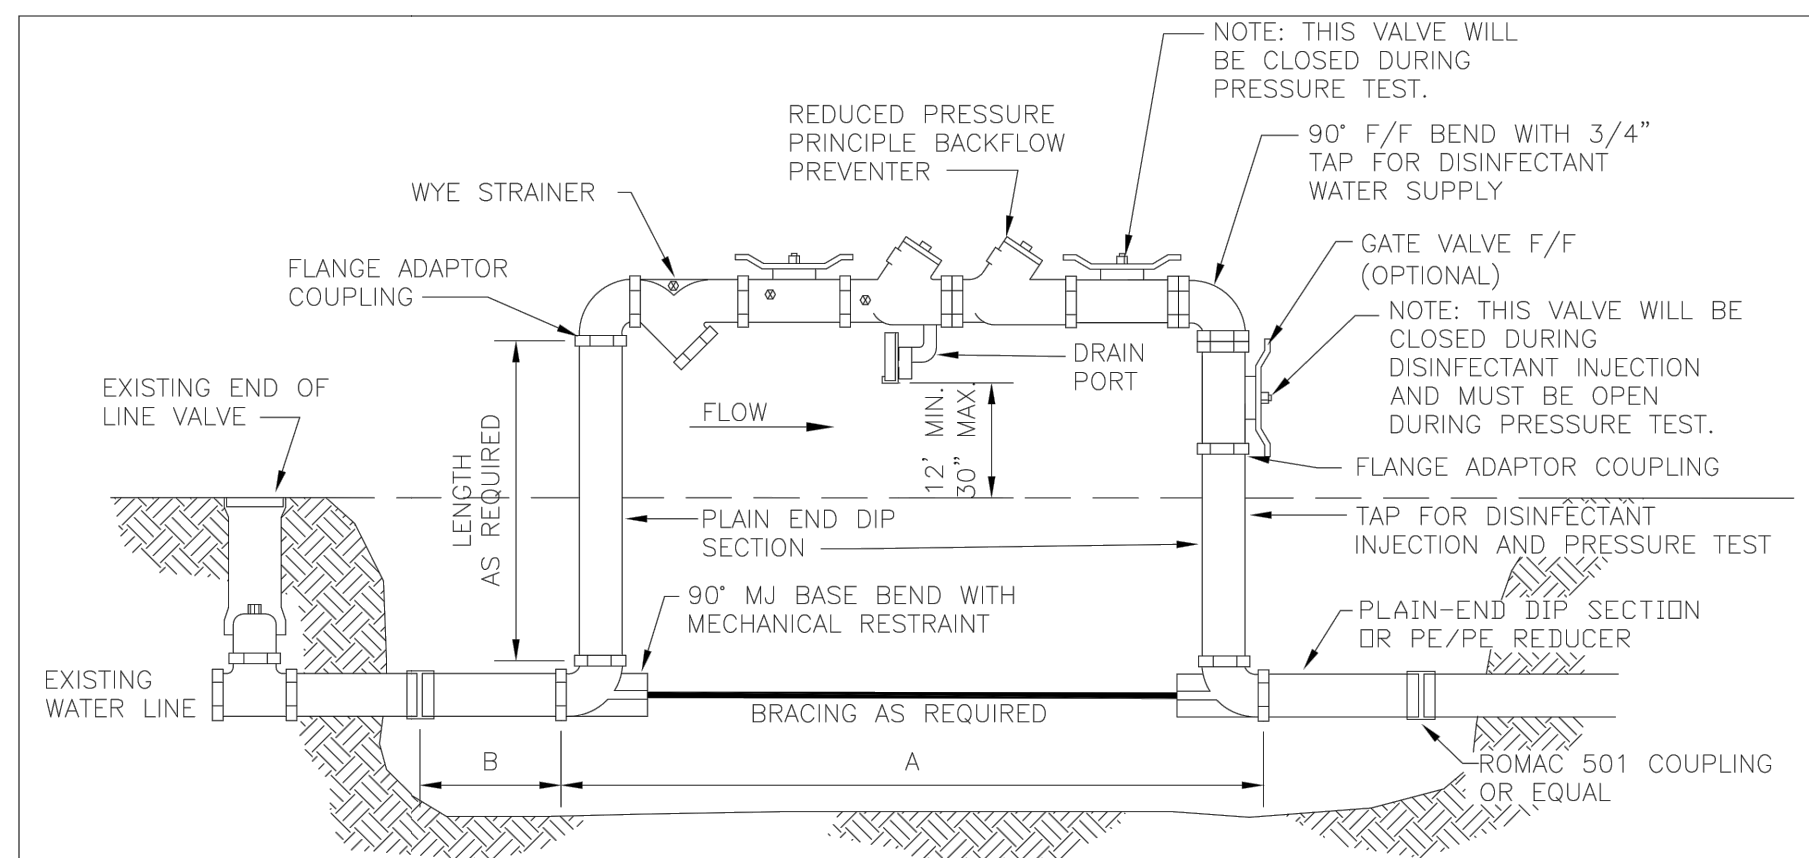 NOTE: THIS VALVE WILL
BE CLOSED DURING
PRESSURE TEST.
REDUCED PRESSURE
PRINCIPLE BACKFLOW
PREVENTER
90° F/F BEND WITH 3/4"
TAP FOR DISINFECTANT
WATER SUPPLY
WYE STRAINER
GATE VALVE F/F
(OPTIONAL)
FLANGE ADAPTOR
COUPLING
NOTE: THIS VALVE WILL BE
CLOSED DURING
DISINFECTANT INJECTION
AND MUST BE OPEN
DURING PRESSURE TEST.
DRAIN
PORT
EXISTING END OF
LINE VALVE
FLOW
12' MIN.
30" MAX.
LENGTH
AS REQUIRED
FLANGE ADAPTOR COUPLING
PLAIN END DIP
SECTION
TAP FOR DISINFECTANT
INJECTION AND PRESSURE TEST
90° MJ BASE BEND WITH
MECHANICAL RESTRAINT
PLAIN-END DIP SECTION
OR PE/PE REDUCER
EXISTING
WATER LINE
BRACING AS REQUIRED
B
A
ROMAC 501 COUPLING
OR EQUAL